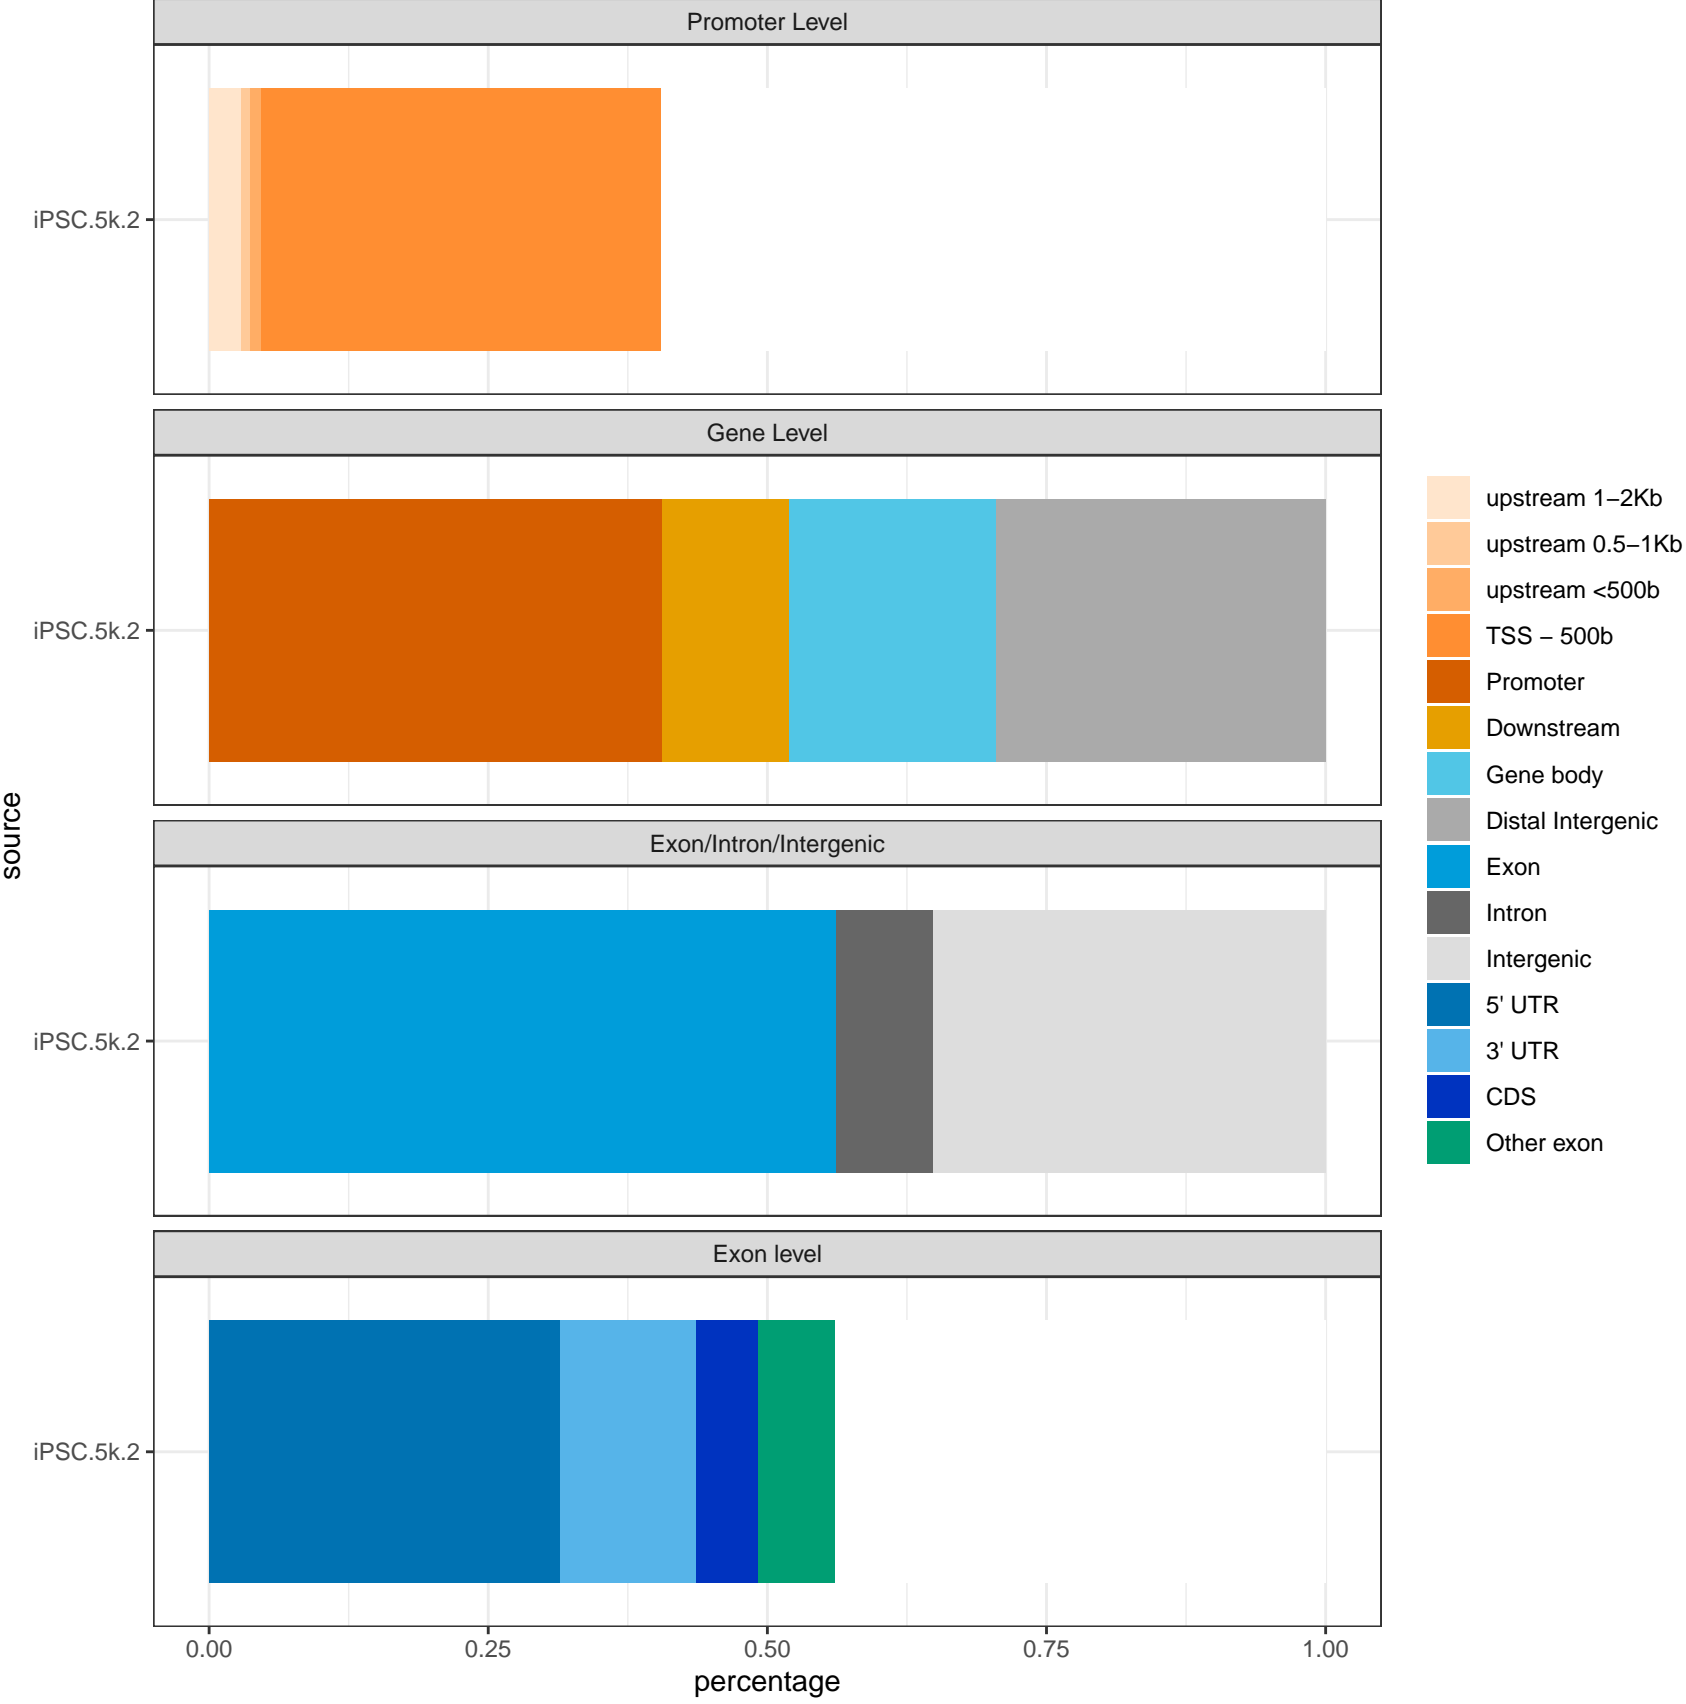 Promoter Level
iPSC.5k.2
Gene Level
iPSC.5k.2
Exon/Intron/Intergenic
iPSC.5k.2
Exon level
iPSC.5k.2
0.00 0.25 0.50 0.75 1.00
percentage
source
upstream 1−2Kb
upstream 0.5−1Kb
upstream <500b
TSS − 500b
Promoter
Downstream
Gene body
Distal Intergenic
Exon
Intron
Intergenic
5' UTR
3' UTR
CDS
Other exon